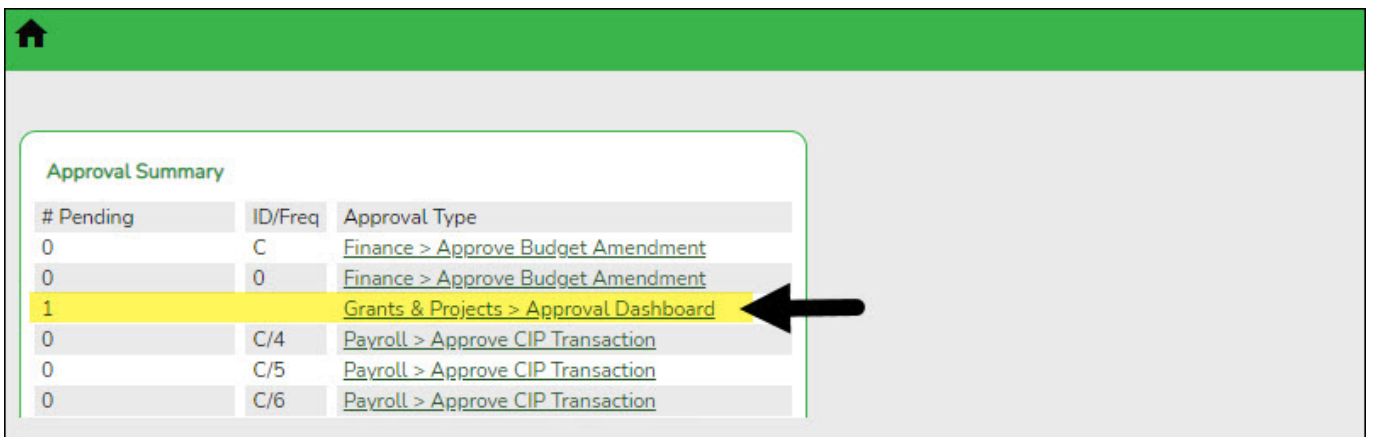 Approval Summary
# Pending ID/Freq Approval Type
0 C Finance > Approve Budget Amendment
0 0 Finance > Approve Budget Amendment
1 Grants & Projects > Approval Dashboard
0 C/4 Payroll > Approve CIP Transaction
0 C/5 Payroll > Approve CIP Transaction
0 C/6 Payroll > Approve CIP Transaction